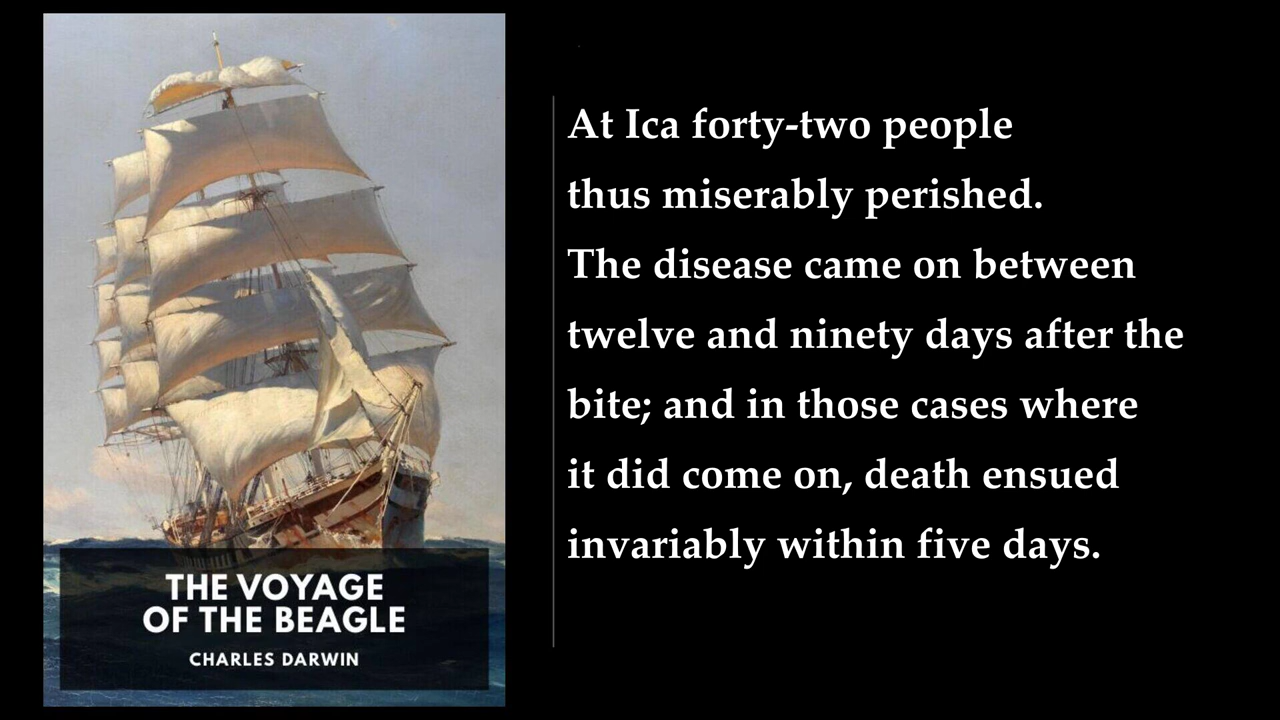 THE VOYAGE
OF THE BEAGLE
CHARLES DARWIN
At Ica forty-two people
thus miserably perished.
The disease came on between
twelve and ninety days after the
bite; and in those cases where
it did come on, death ensued
invariably within five days.